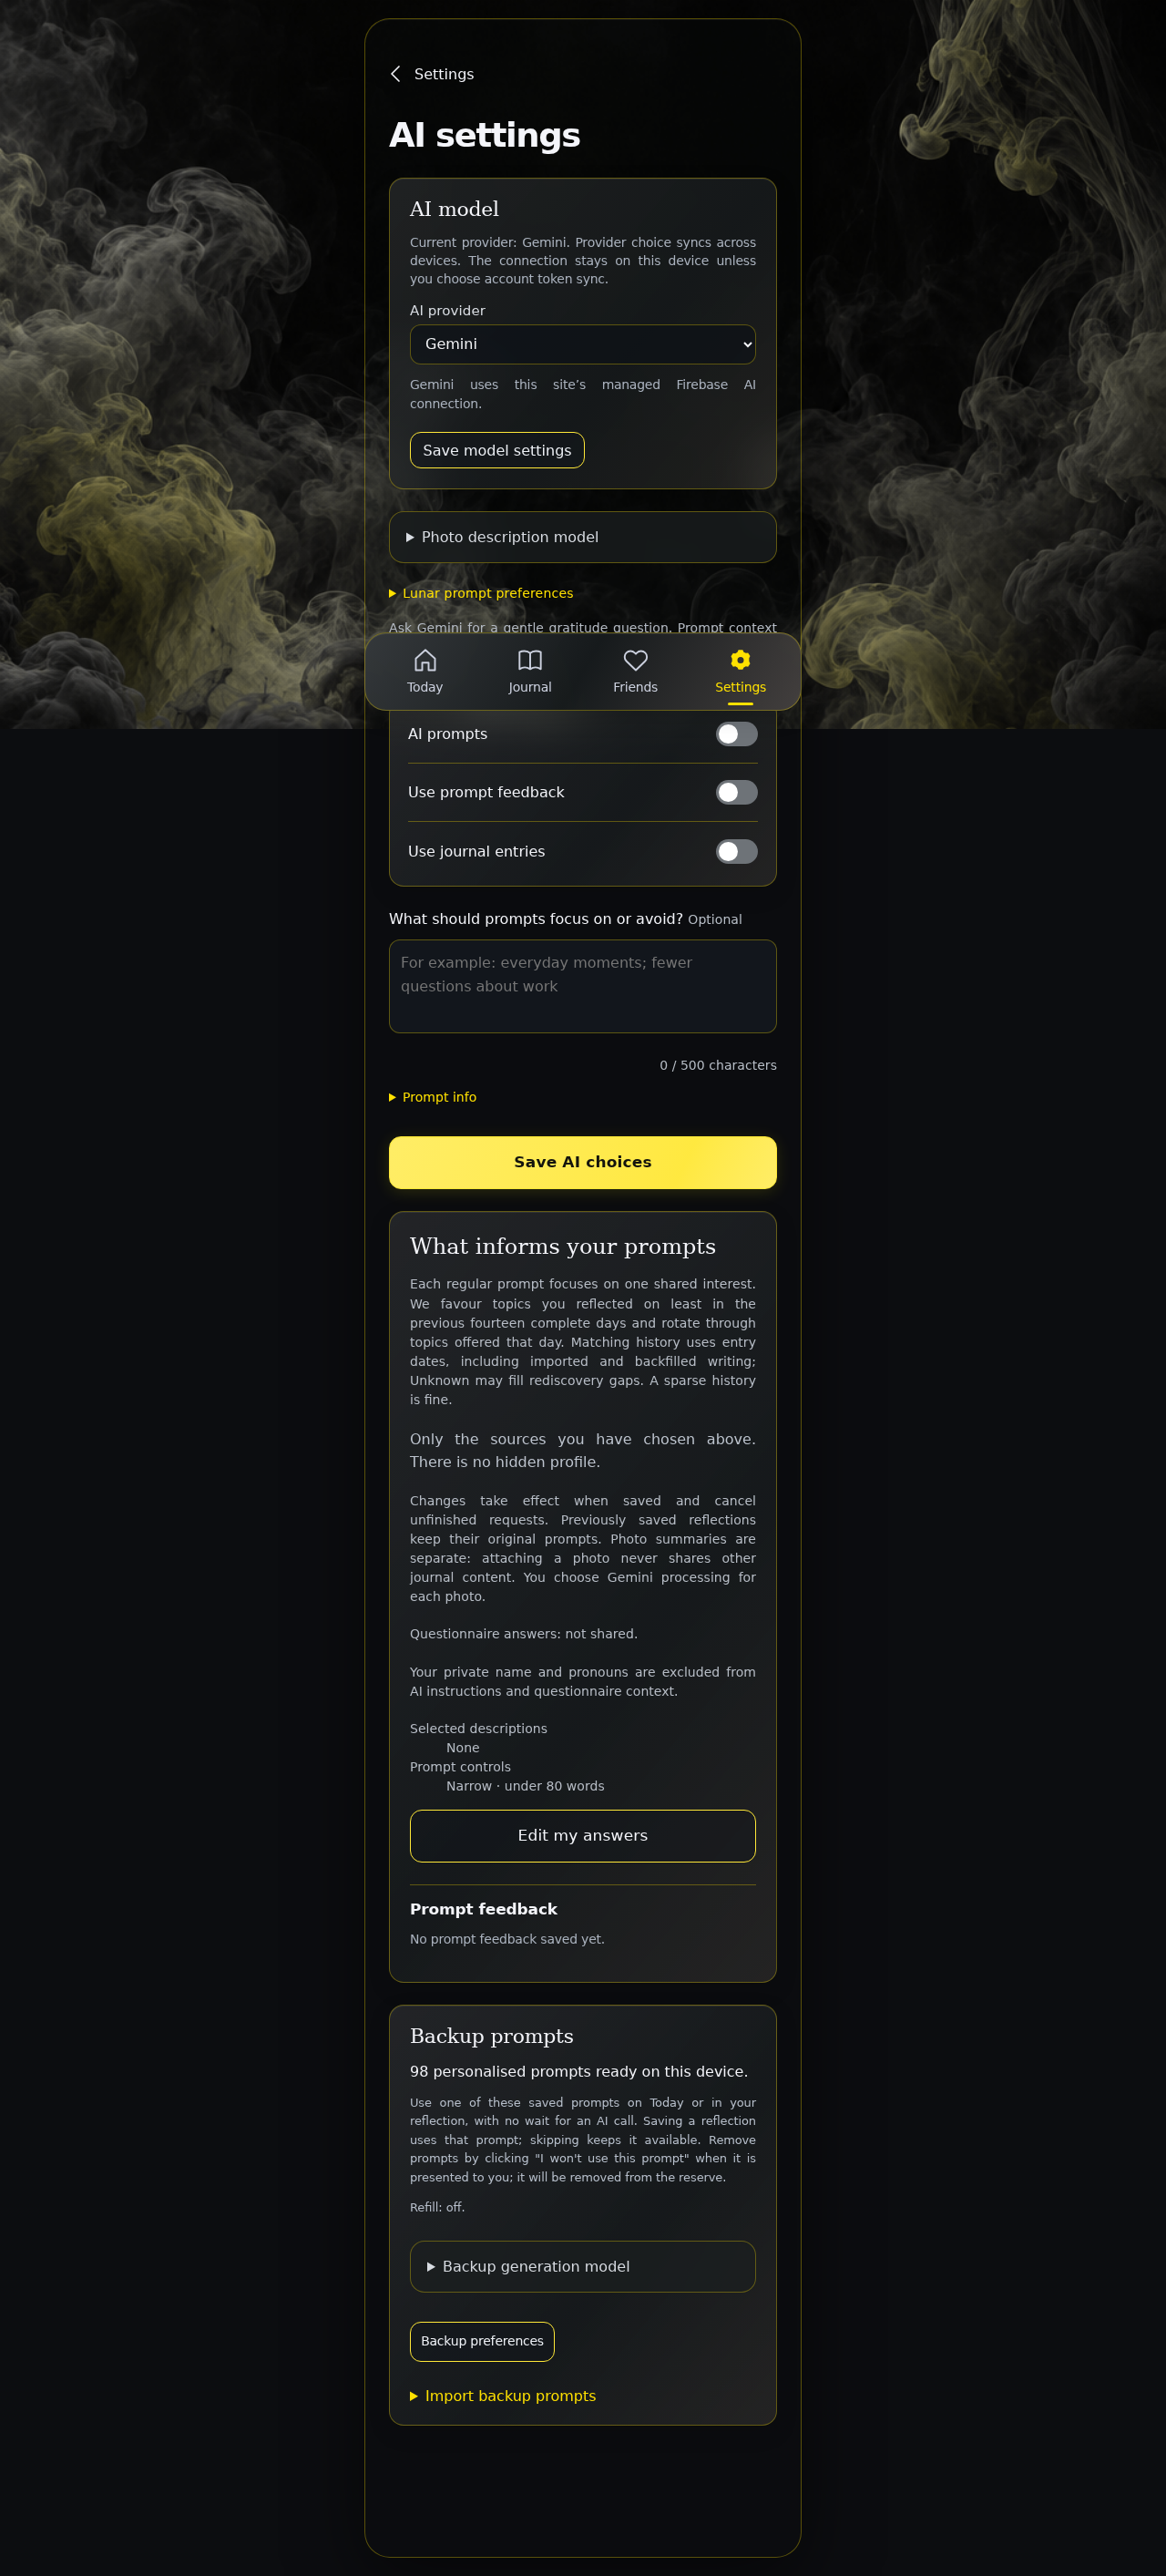 Settings
AI settings
AI model
Current provider: Gemini. Provider choice syncs across
devices. The connection stays on this device unless
you choose account token sync.
AI provider
Gemini
Gemini uses this site’s managed Firebase AI
connection.
Save model settings
Photo description model
Lunar prompt preferences
Ask Gemini for a gentle gratitude question. Prompt context
Today
Journal
Friends
Settings
AI prompts
Use prompt feedback
Use journal entries
What should prompts focus on or avoid? Optional
For example: everyday moments; fewer
questions about work
0 / 500 characters
Prompt info
Save AI choices
What informs your prompts
Each regular prompt focuses on one shared interest.
We favour topics you reflected on least in the
previous fourteen complete days and rotate through
topics offered that day. Matching history uses entry
dates, including imported and backfilled writing;
Unknown may fill rediscovery gaps. A sparse history
is fine.
Only the sources you have chosen above.
There is no hidden profile.
Changes take effect when saved and cancel
unfinished requests. Previously saved reflections
keep their original prompts. Photo summaries are
separate: attaching a photo never shares other
journal content. You choose Gemini processing for
each photo.
Questionnaire answers: not shared.
Your private name and pronouns are excluded from
AI instructions and questionnaire context.
Selected descriptions
None
Prompt controls
Narrow · under 80 words
Edit my answers
Prompt feedback
No prompt feedback saved yet.
Backup prompts
98 personalised prompts ready on this device.
Use one of these saved prompts on Today or in your
reflection, with no wait for an AI call. Saving a reflection
uses that prompt; skipping keeps it available. Remove
prompts by clicking "I won't use this prompt" when it is
presented to you; it will be removed from the reserve.
Refill: off.
Backup generation model
Backup preferences
Import backup prompts